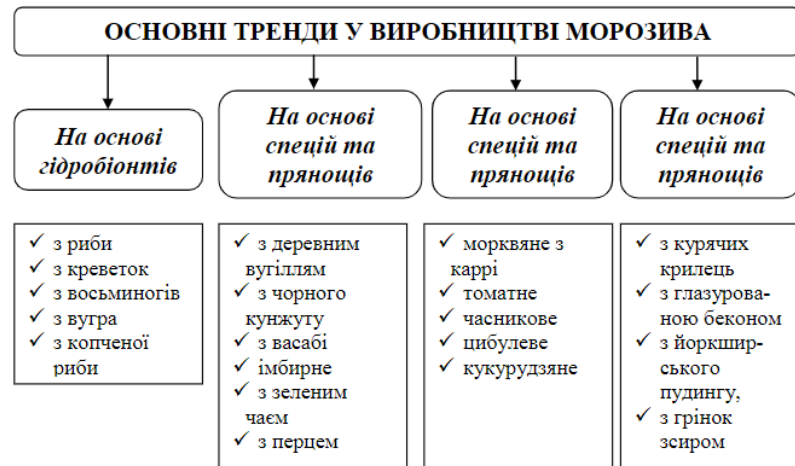 ОСНОВНІ ТРЕНДИ У ВИРОБНИЦТВІ МОРОЗИВА
На основі
гідробіонтів
На основі
спецій та
прянощів
На основі
спецій та
прянощів
На основі
спецій та
прянощів
✓ з риби
✓ з креветок
✓ з восьминогів
✓ з вугра
✓ з копченої
риби
✓ з деревним
вугіллям
✓ з чорного
кунжуту
✓ з васабі
✓ імбирне
✓ з зеленим
чаєм
✓ з перцем
✓ морквяне з
каррі
✓ томатне
✓ часникове
✓ цибулеве
✓ кукурудзяне
✓ з курячих
крилець
✓ з глазурова-
ною беконом
✓ з йоркшир-
ського
пудингу,
✓ з грінок
зсиром